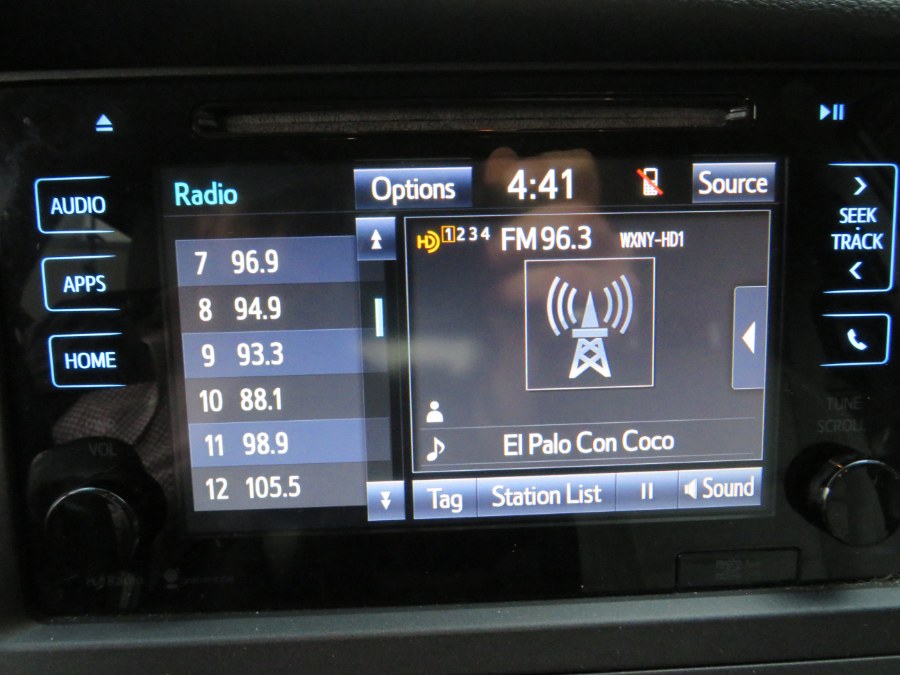 AUDIO
APPS
HOME
PWR
VOL
Radio
Options
4:41
Source
7 96.9
8 94.9
9 93.3
10 88.1
11 98.9
12 105.5
HD 1 2 3 4 FM 96.3 WXNY-HD1
El Palo Con Coco
Tag
Station List
Sound
SEEK
TRACK
TUNE
SCROLL